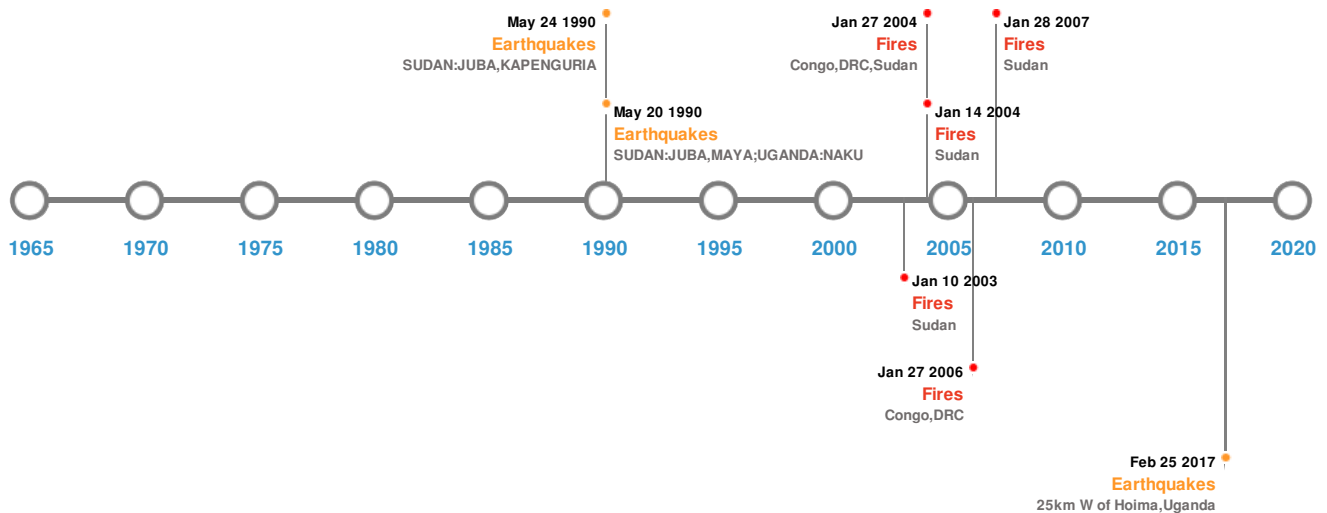 May 24 1990
Earthquakes
SUDAN:JUBA,KAPENGURIA
May 20 1990
Earthquakes
SUDAN:JUBA,MAYA;UGANDA:NAKU
Jan 27 2004
Fires
Congo,DRC,Sudan
Jan 14 2004
Fires
Sudan
Jan 28 2007
Fires
Sudan
1965 1970 1975 1980 1985 1990 1995 2000 2005 2010 2015 2020
Jan 10 2003
Fires
Sudan
Jan 27 2006
Fires
Congo,DRC
Feb 25 2017
Earthquakes
25km W of Hoima,Uganda